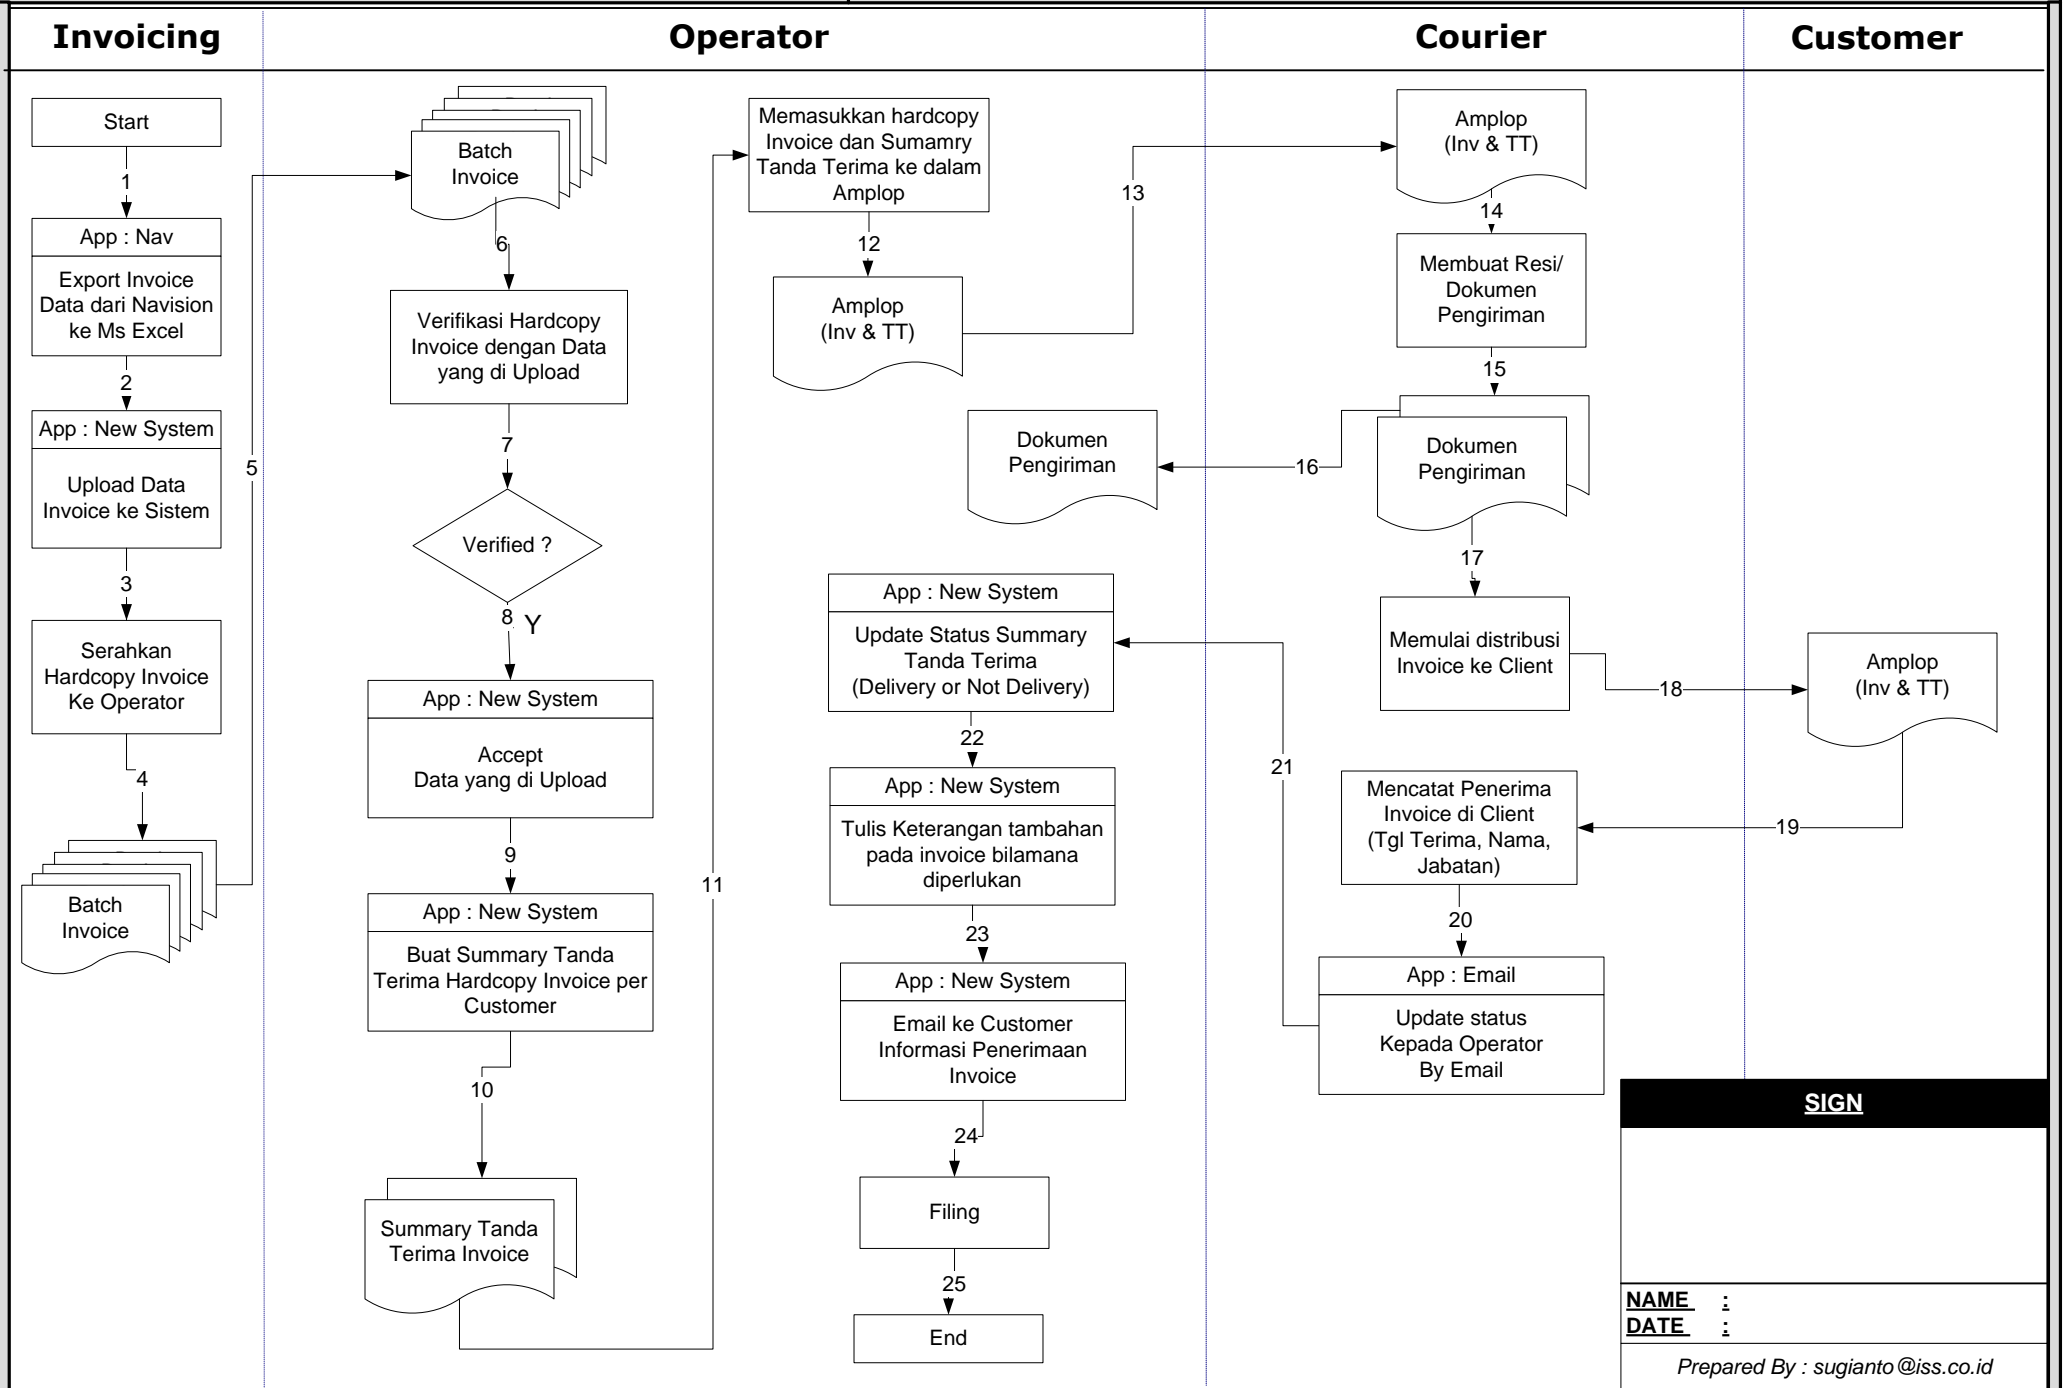 Invoicing
Operator
Courier
Customer
Start
1
App : Nav
Export Invoice
Data dari Navision
ke Ms Excel
2
App : New System
Upload Data
Invoice ke Sistem
3
Serahkan
Hardcopy Invoice
Ke Operator
4
Batch
Invoice
5
Batch
Invoice
6
Verifikasi Hardcopy
Invoice dengan Data
yang di Upload
7
Verified ?
8
Y
App : New System
Accept
Data yang di Upload
9
App : New System
Buat Summary Tanda
Terima Hardcopy Invoice per
Customer
10
Summary Tanda
Terima Invoice
11
Memasukkan hardcopy
Invoice dan Sumamry
Tanda Terima ke dalam
Amplop
12
Amplop
(Inv & TT)
13
Amplop
(Inv & TT)
14
Membuat Resi/
Dokumen
Pengiriman
15
Dokumen
Pengiriman
16
Dokumen
Pengiriman
17
Memulai distribusi
Invoice ke Client
18
Amplop
(Inv & TT)
19
Mencatat Penerima
Invoice di Client
(Tgl Terima, Nama,
Jabatan)
20
App : Email
Update status
Kepada Operator
By Email
21
App : New System
Update Status Summary
Tanda Terima
(Delivery or Not Delivery)
22
App : New System
Tulis Keterangan tambahan
pada invoice bilamana
diperlukan
23
App : New System
Email ke Customer
Informasi Penerimaan
Invoice
24
Filing
25
End
SIGN
NAME :
DATE :
Prepared By : sugianto@iss.co.id